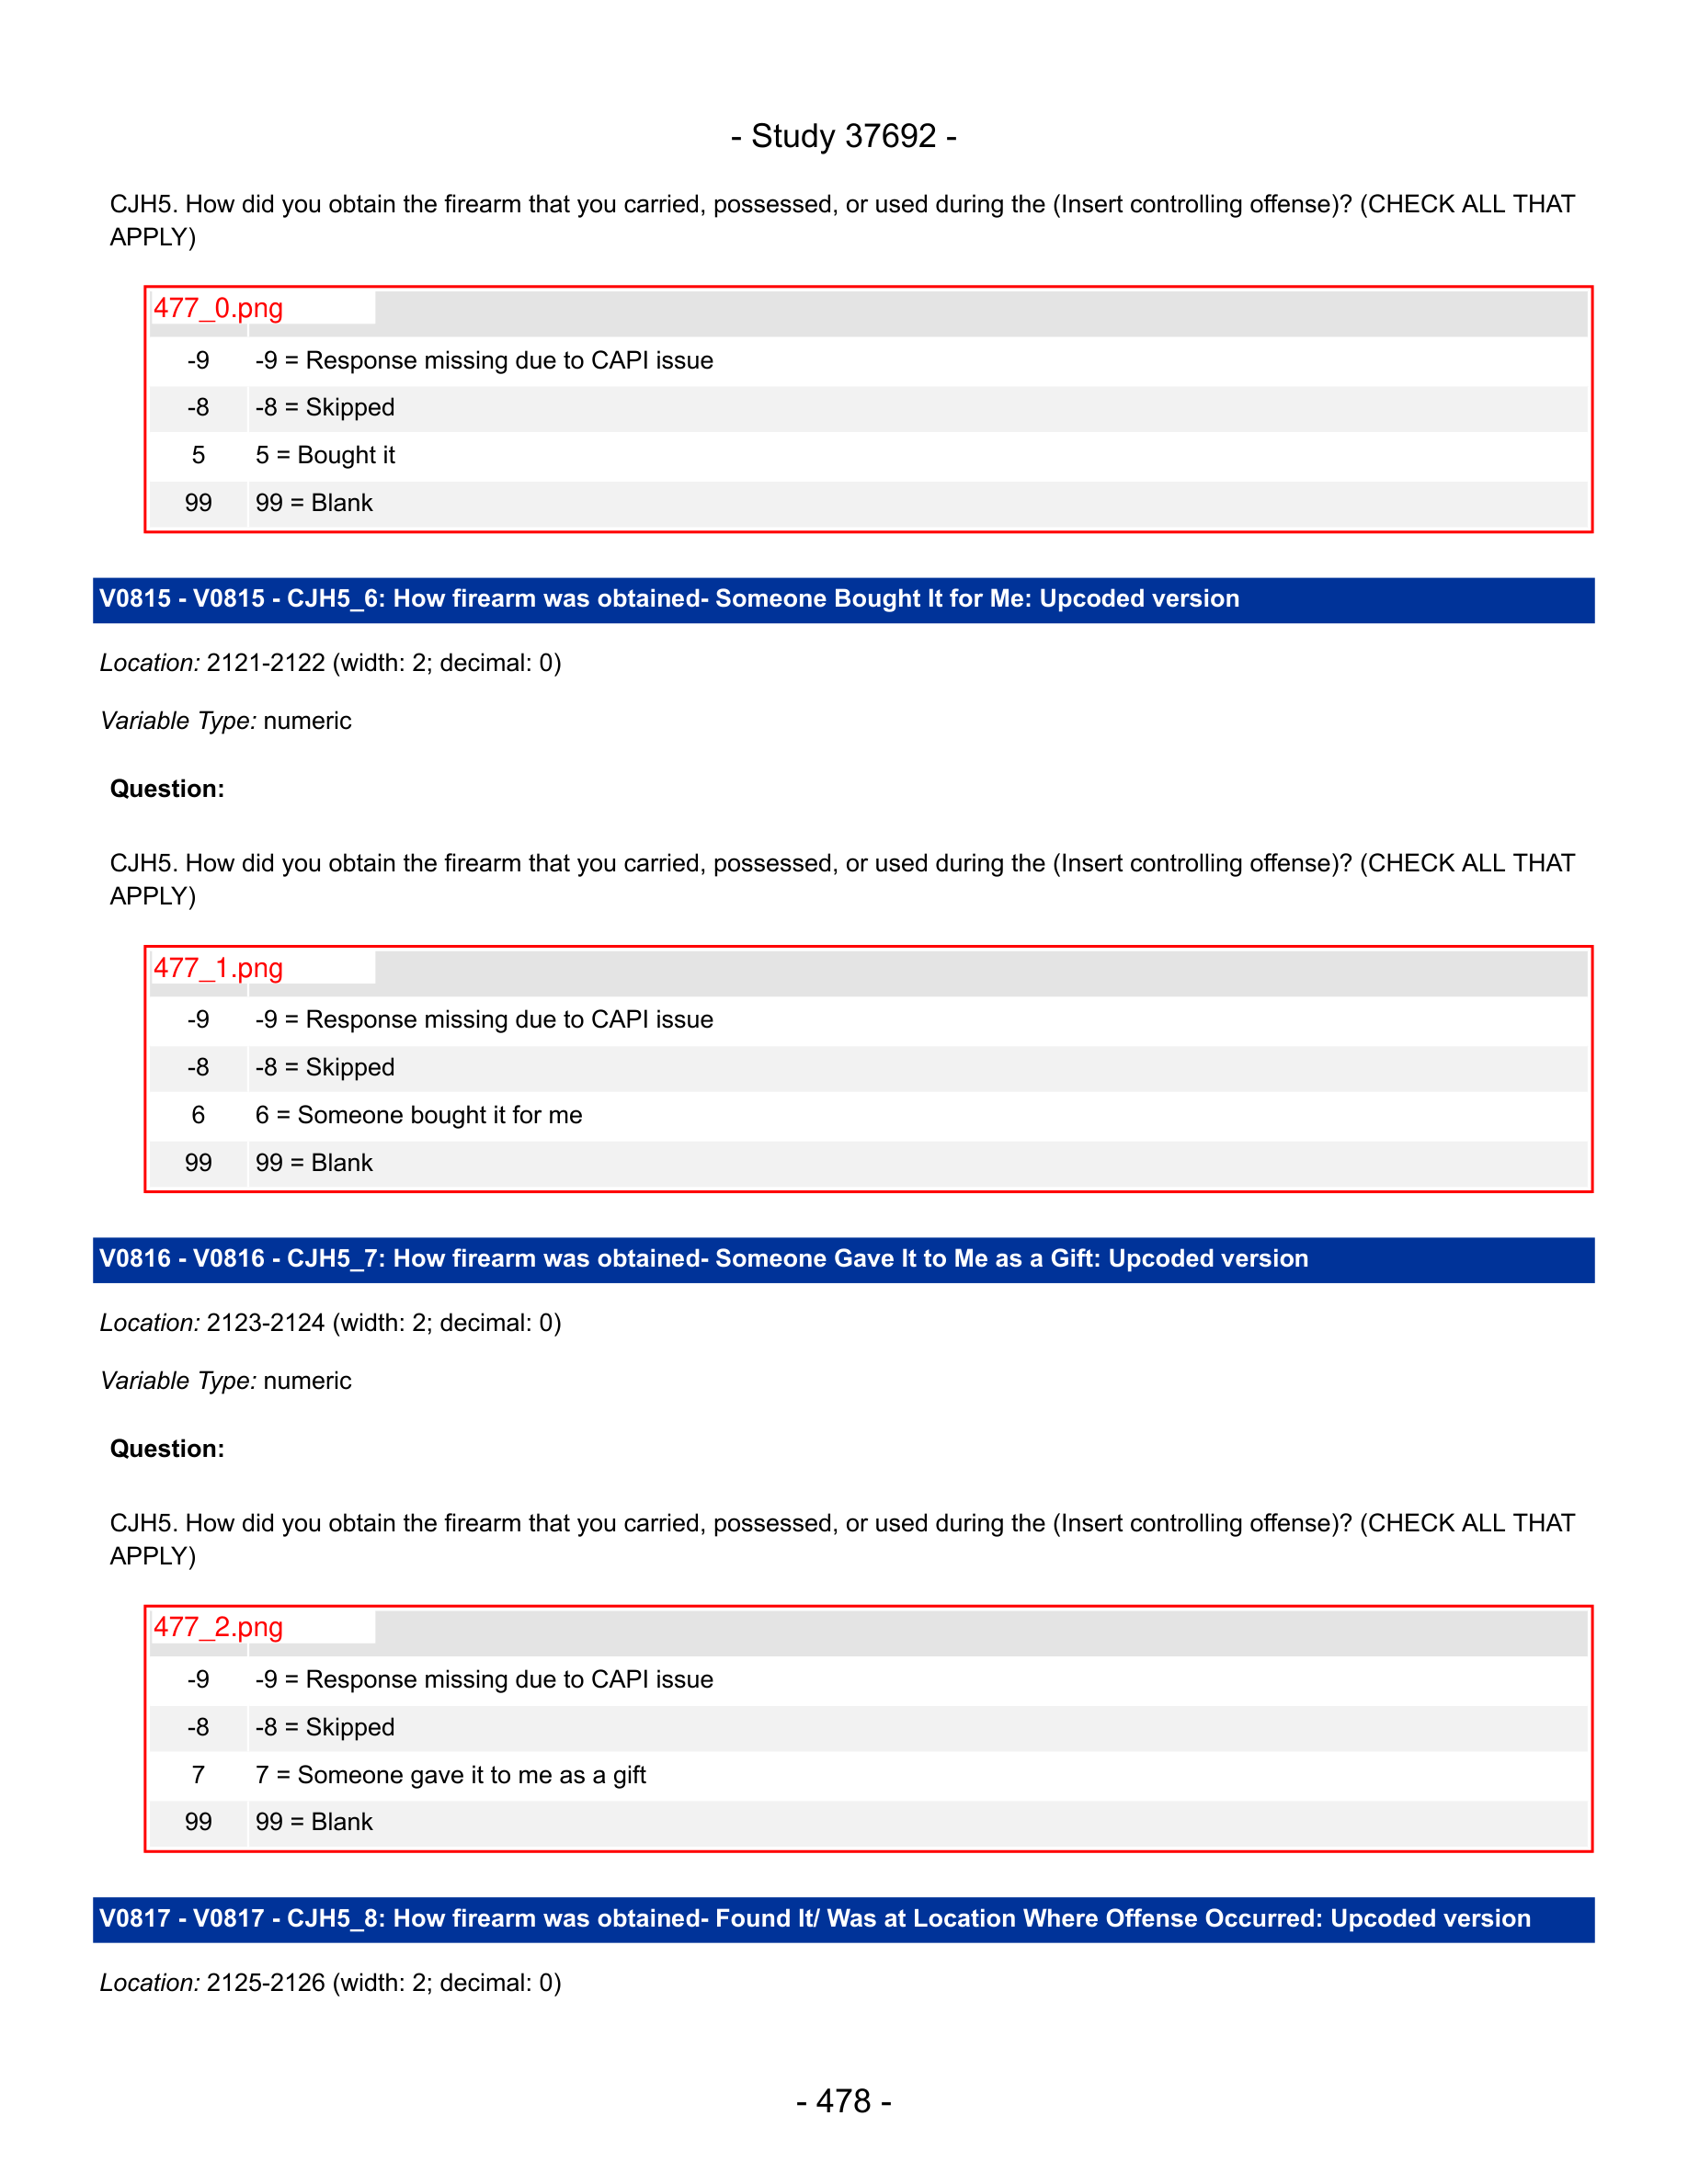 - Study 37692 -
CJH5. How did you obtain the firearm that you carried, possessed, or used during the (Insert controlling offense)? (CHECK ALL THAT
APPLY)
477_0.png
-9 -9 = Response missing due to CAPI issue
-8 -8 = Skipped
5 5 = Bought it
99 99 = Blank
V0815 - V0815 - CJH5_6: How firearm was obtained- Someone Bought It for Me: Upcoded version
Location: 2121-2122 (width: 2; decimal: 0)
Variable Type: numeric
Question:
CJH5. How did you obtain the firearm that you carried, possessed, or used during the (Insert controlling offense)? (CHECK ALL THAT
APPLY)
477_1.png
-9 -9 = Response missing due to CAPI issue
-8 -8 = Skipped
6 6 = Someone bought it for me
99 99 = Blank
V0816 - V0816 - CJH5_7: How firearm was obtained- Someone Gave It to Me as a Gift: Upcoded version
Location: 2123-2124 (width: 2; decimal: 0)
Variable Type: numeric
Question:
CJH5. How did you obtain the firearm that you carried, possessed, or used during the (Insert controlling offense)? (CHECK ALL THAT
APPLY)
477_2.png
-9 -9 = Response missing due to CAPI issue
-8 -8 = Skipped
7 7 = Someone gave it to me as a gift
99 99 = Blank
V0817 - V0817 - CJH5_8: How firearm was obtained- Found It/ Was at Location Where Offense Occurred: Upcoded version
Location: 2125-2126 (width: 2; decimal: 0)
- 478 -